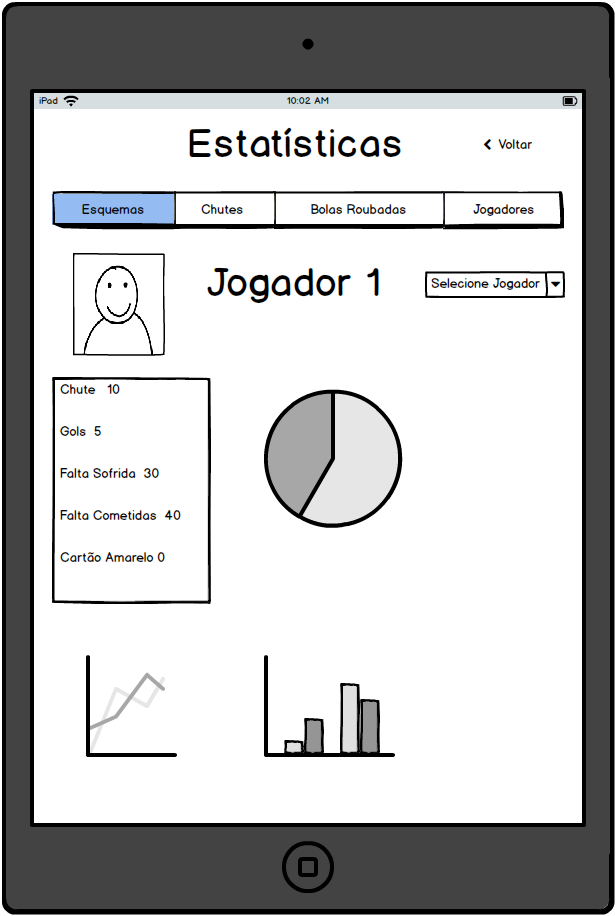 iPad 10:02 AM
Estatísticas
Voltar
Esquemas Chutes Bolas Roubadas Jogadores
Jogador 1
Selecione Jogador
Chute 10
Gols 5
Falta Sofrida 30
Falta Cometidas 40
Cartão Amarelo 0